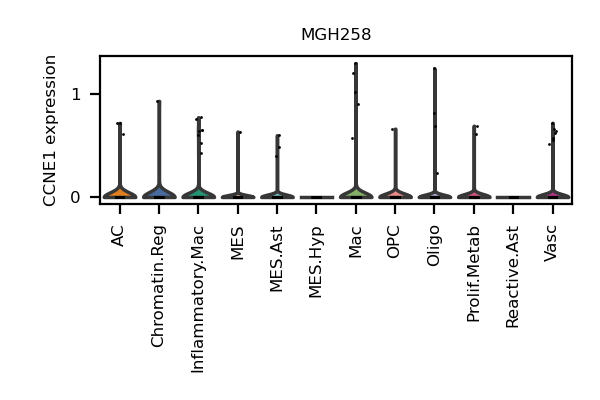 MGH258
CCNE1 expression
1
0
AC
Chromatin.Reg
Inflammatory.Mac
MES
MES.Ast
MES.Hyp
Mac
OPC
Oligo
Prolif.Metab
Reactive.Ast
Vasc